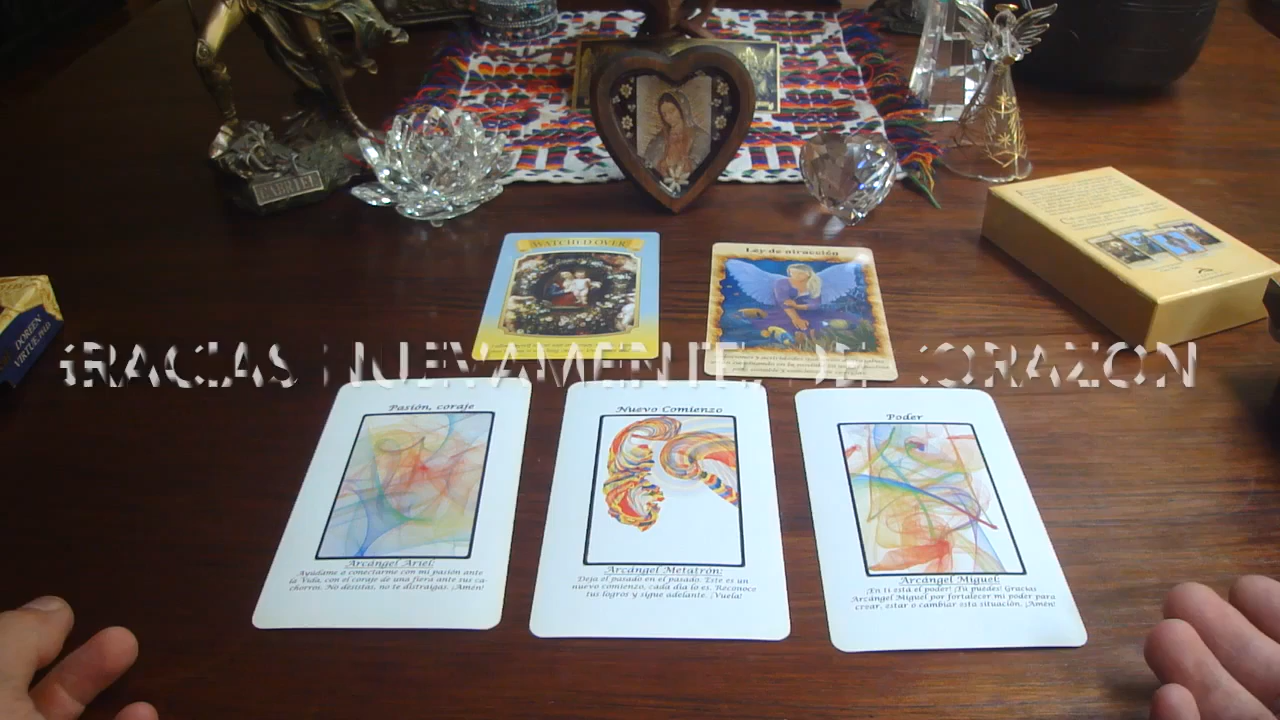 GABRIEL
WATCHED OVER
Ley de atracción
DOREEN
VIRTUE, PhD
GRACIAS NUEVAMENTE, DE CORAZON
Pasión, coraje
Arcángel Ariel:
Ayúdame a conectarme con mi pasión ante
la Vida, con el coraje de una fiera ante sus ca-
chorros. No desistas, no te distraigas. ¡Amén!
Nuevo Comienzo
Arcángel Metatrón:
Deja el pasado en el pasado. Este es un
nuevo comienzo, cada día lo es. Reconoce
tus logros y sigue adelante. ¡Vuela!
Poder
Arcángel Miguel:
¡En ti está el poder! ¡Tú puedes! Gracias
Arcángel Miguel por fortalecer mi poder para
crear, estar o cambiar esta situación. ¡Amén!